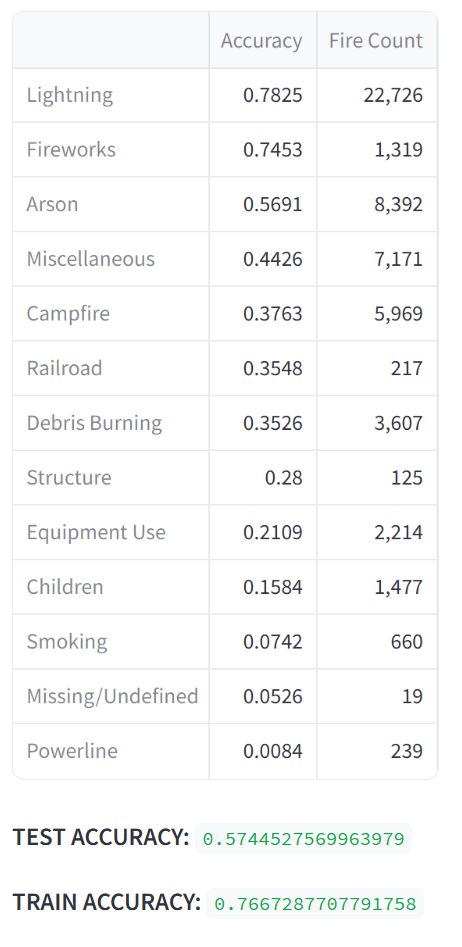 Accuracy Fire Count
Lightning 0.7825 22,726
Fireworks 0.7453 1,319
Arson 0.5691 8,392
Miscellaneous 0.4426 7,171
Campfire 0.3763 5,969
Railroad 0.3548 217
Debris Burning 0.3526 3,607
Structure 0.28 125
Equipment Use 0.2109 2,214
Children 0.1584 1,477
Smoking 0.0742 660
Missing/Undefined 0.0526 19
Powerline 0.0084 239
TEST ACCURACY: 0.5744527569963979
TRAIN ACCURACY: 0.7667287707791758